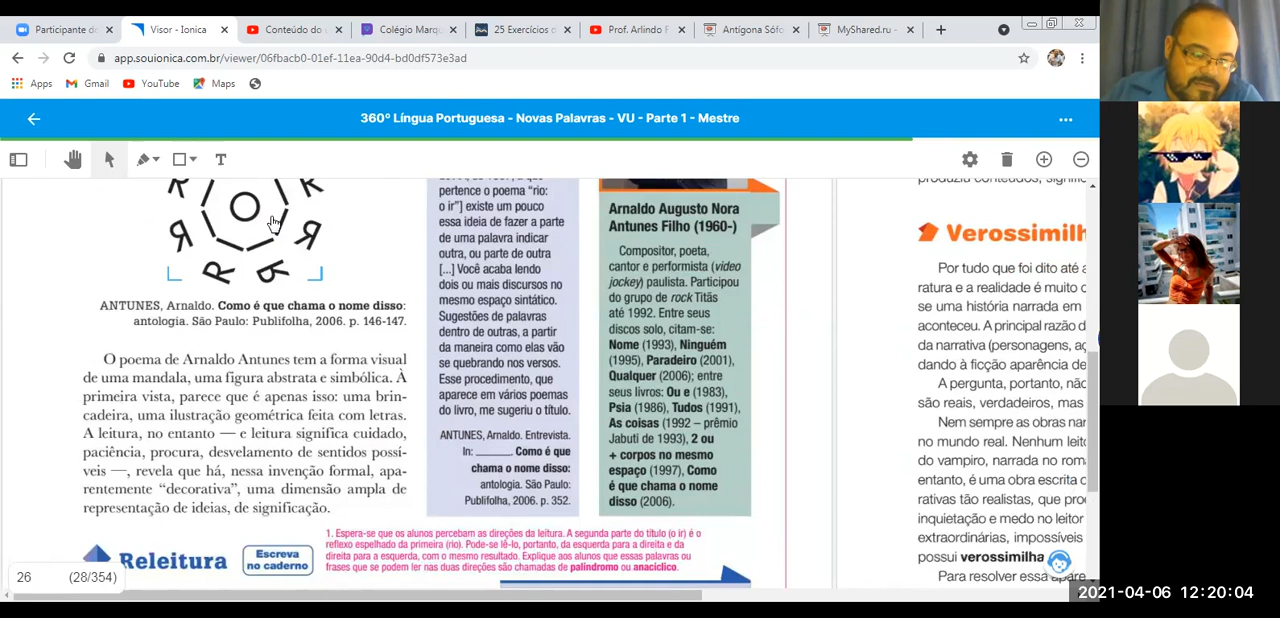 Participante de
Visor - Ionica
Conteúdo do
Colégio Marqu
25 Exercícios d
Prof. Arlindo F
Antígona Sófo
MyShared.ru -
app.souionica.com.br/viewer/06fbacb0-01ef-11ea-90d4-bd0df573e3ad
Apps
Gmail
YouTube
Maps
360º Língua Portuguesa - Novas Palavras - VU - Parte 1 - Mestre
T
R
I
O
I
R
R
R
R
R
ANTUNES, Arnaldo. Como é que chama o nome disso:
antologia. São Paulo: Publifolha, 2006. p. 146-147.
O poema de Arnaldo Antunes tem a forma visual
de uma mandala, uma figura abstrata e simbólica. À
primeira vista, parece que é apenas isso: uma brin-
cadeira, uma ilustração geométrica feita com letras.
A leitura, no entanto — e leitura significa cuidado,
paciência, procura, desvelamento de sentidos possí-
veis —, revela que há, nessa invenção formal, apa-
rentemente “decorativa”, uma dimensão ampla de
representação de ideias, de significação.
Releitura
Escreva
no caderno
pertence o poema “rio:
o ir”] existe um pouco
essa ideia de fazer a parte
de uma palavra indicar
outra, ou parte de outra
[...] Você acaba lendo
dois ou mais discursos no
mesmo espaço sintático.
Sugestões de palavras
dentro de outras, a partir
da maneira como elas vão
se quebrando nos versos.
Esse procedimento, que
aparece em vários poemas
do livro, me sugeriu o título.
ANTUNES, Arnaldo. Entrevista.
In: ______. Como é que
chama o nome disso:
antologia. São Paulo:
Publifolha, 2006. p. 352.
Arnaldo Augusto Nora
Antunes Filho (1960-)
Compositor, poeta,
cantor e performista (video
jockey) paulista. Participou
do grupo de rock Titãs
até 1992. Entre seus
discos solo, citam-se:
Nome (1993), Ninguém
(1995), Paradeiro (2001),
Qualquer (2006); entre
seus livros: Ou e (1983),
Psia (1986), Tudos (1991),
As coisas (1992 – prêmio
Jabuti de 1993), 2 ou
+ corpos no mesmo
espaço (1997), Como
é que chama o nome
disso (2006).
1. Espera-se que os alunos percebam as direções da leitura. A segunda parte do título (o ir) é o
reflexo espelhado da primeira (rio). Pode-se lê-lo, portanto, da esquerda para a direita e da
direita para a esquerda, com o mesmo resultado. Explique aos alunos que essas palavras ou
frases que se podem ler nas duas direções são chamadas de palíndromo ou anacíclico.
produzia conteúdos, signifi
Verossimilh
Por tudo que foi dito até a
ratura e a realidade é muito c
se uma história narrada em
aconteceu. A principal razão d
da narrativa (personagens, aç
dando à ficção aparência de
A pergunta, portanto, não
são reais, verdadeiros, mas
Nem sempre as obras nar
no mundo real. Nenhum leito
do vampiro, narrada no rom
entanto, é uma obra escrita c
rativas tão realistas, que pro
inquietação e medo no leitor
extraordinárias, impossíveis
possui verossimilha
Para resolver essa apare
26 (28/354)
2021-04-06 12:20:04